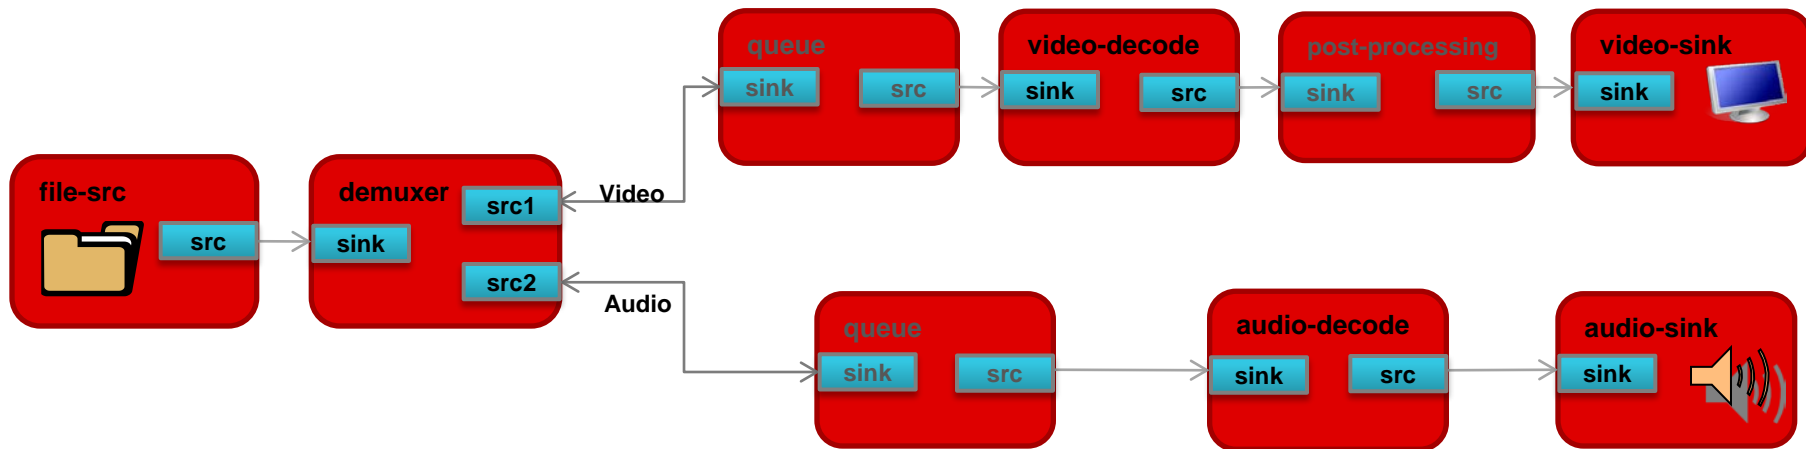 file-src
src
demuxer
sink
src1
src2
Video
Audio
queue
sink
src
video-decode
sink
src
post-processing
sink
src
video-sink
sink
queue
sink
src
audio-decode
sink
src
audio-sink
sink